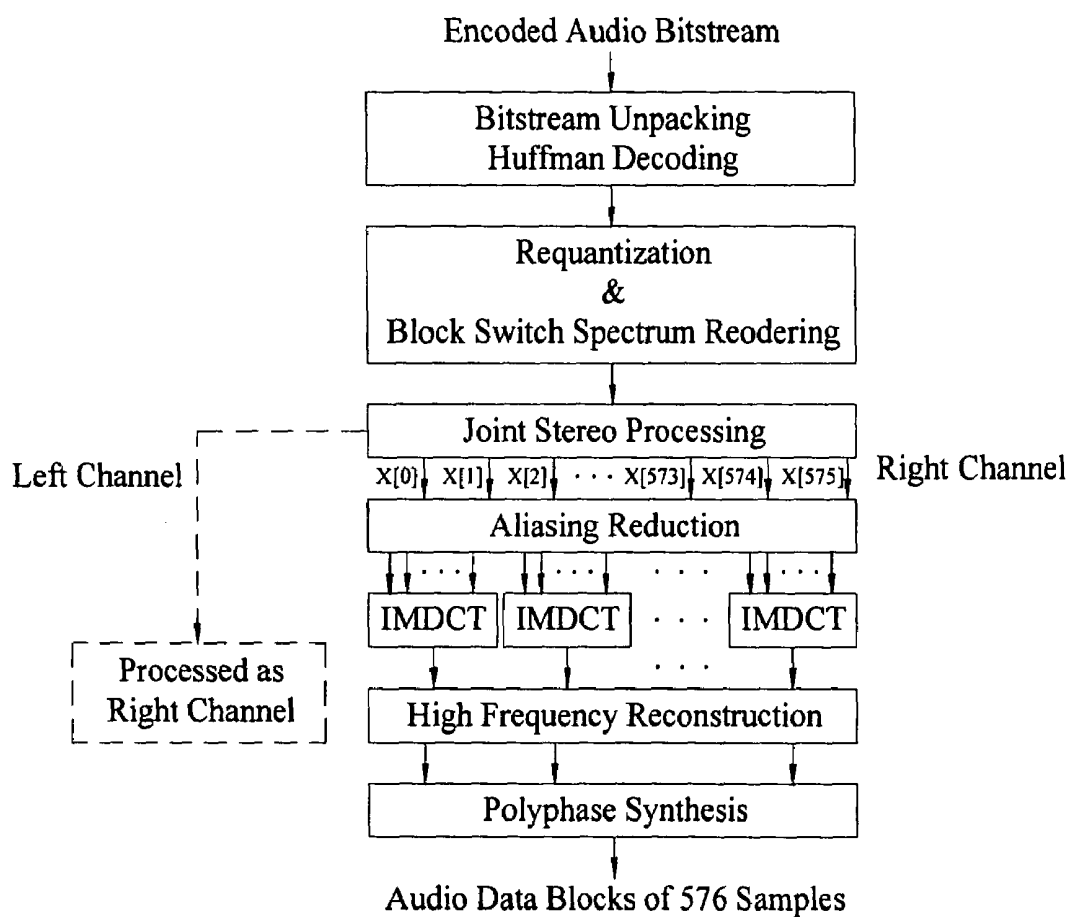 Encoded Audio Bitstream
Bitstream Unpacking
Huffman Decoding
Requantization
&
Block Switch Spectrum Reodering
Joint Stereo Processing
Left Channel
X[0} X[1] X[2] · · · X[573] X[574] X[575]
Right Channel
Aliasing Reduction
· · · · · · · · · · · ·
IMDCT IMDCT · · · IMDCT
· · ·
Processed as
Right Channel
High Frequency Reconstruction
Polyphase Synthesis
Audio Data Blocks of 576 Samples